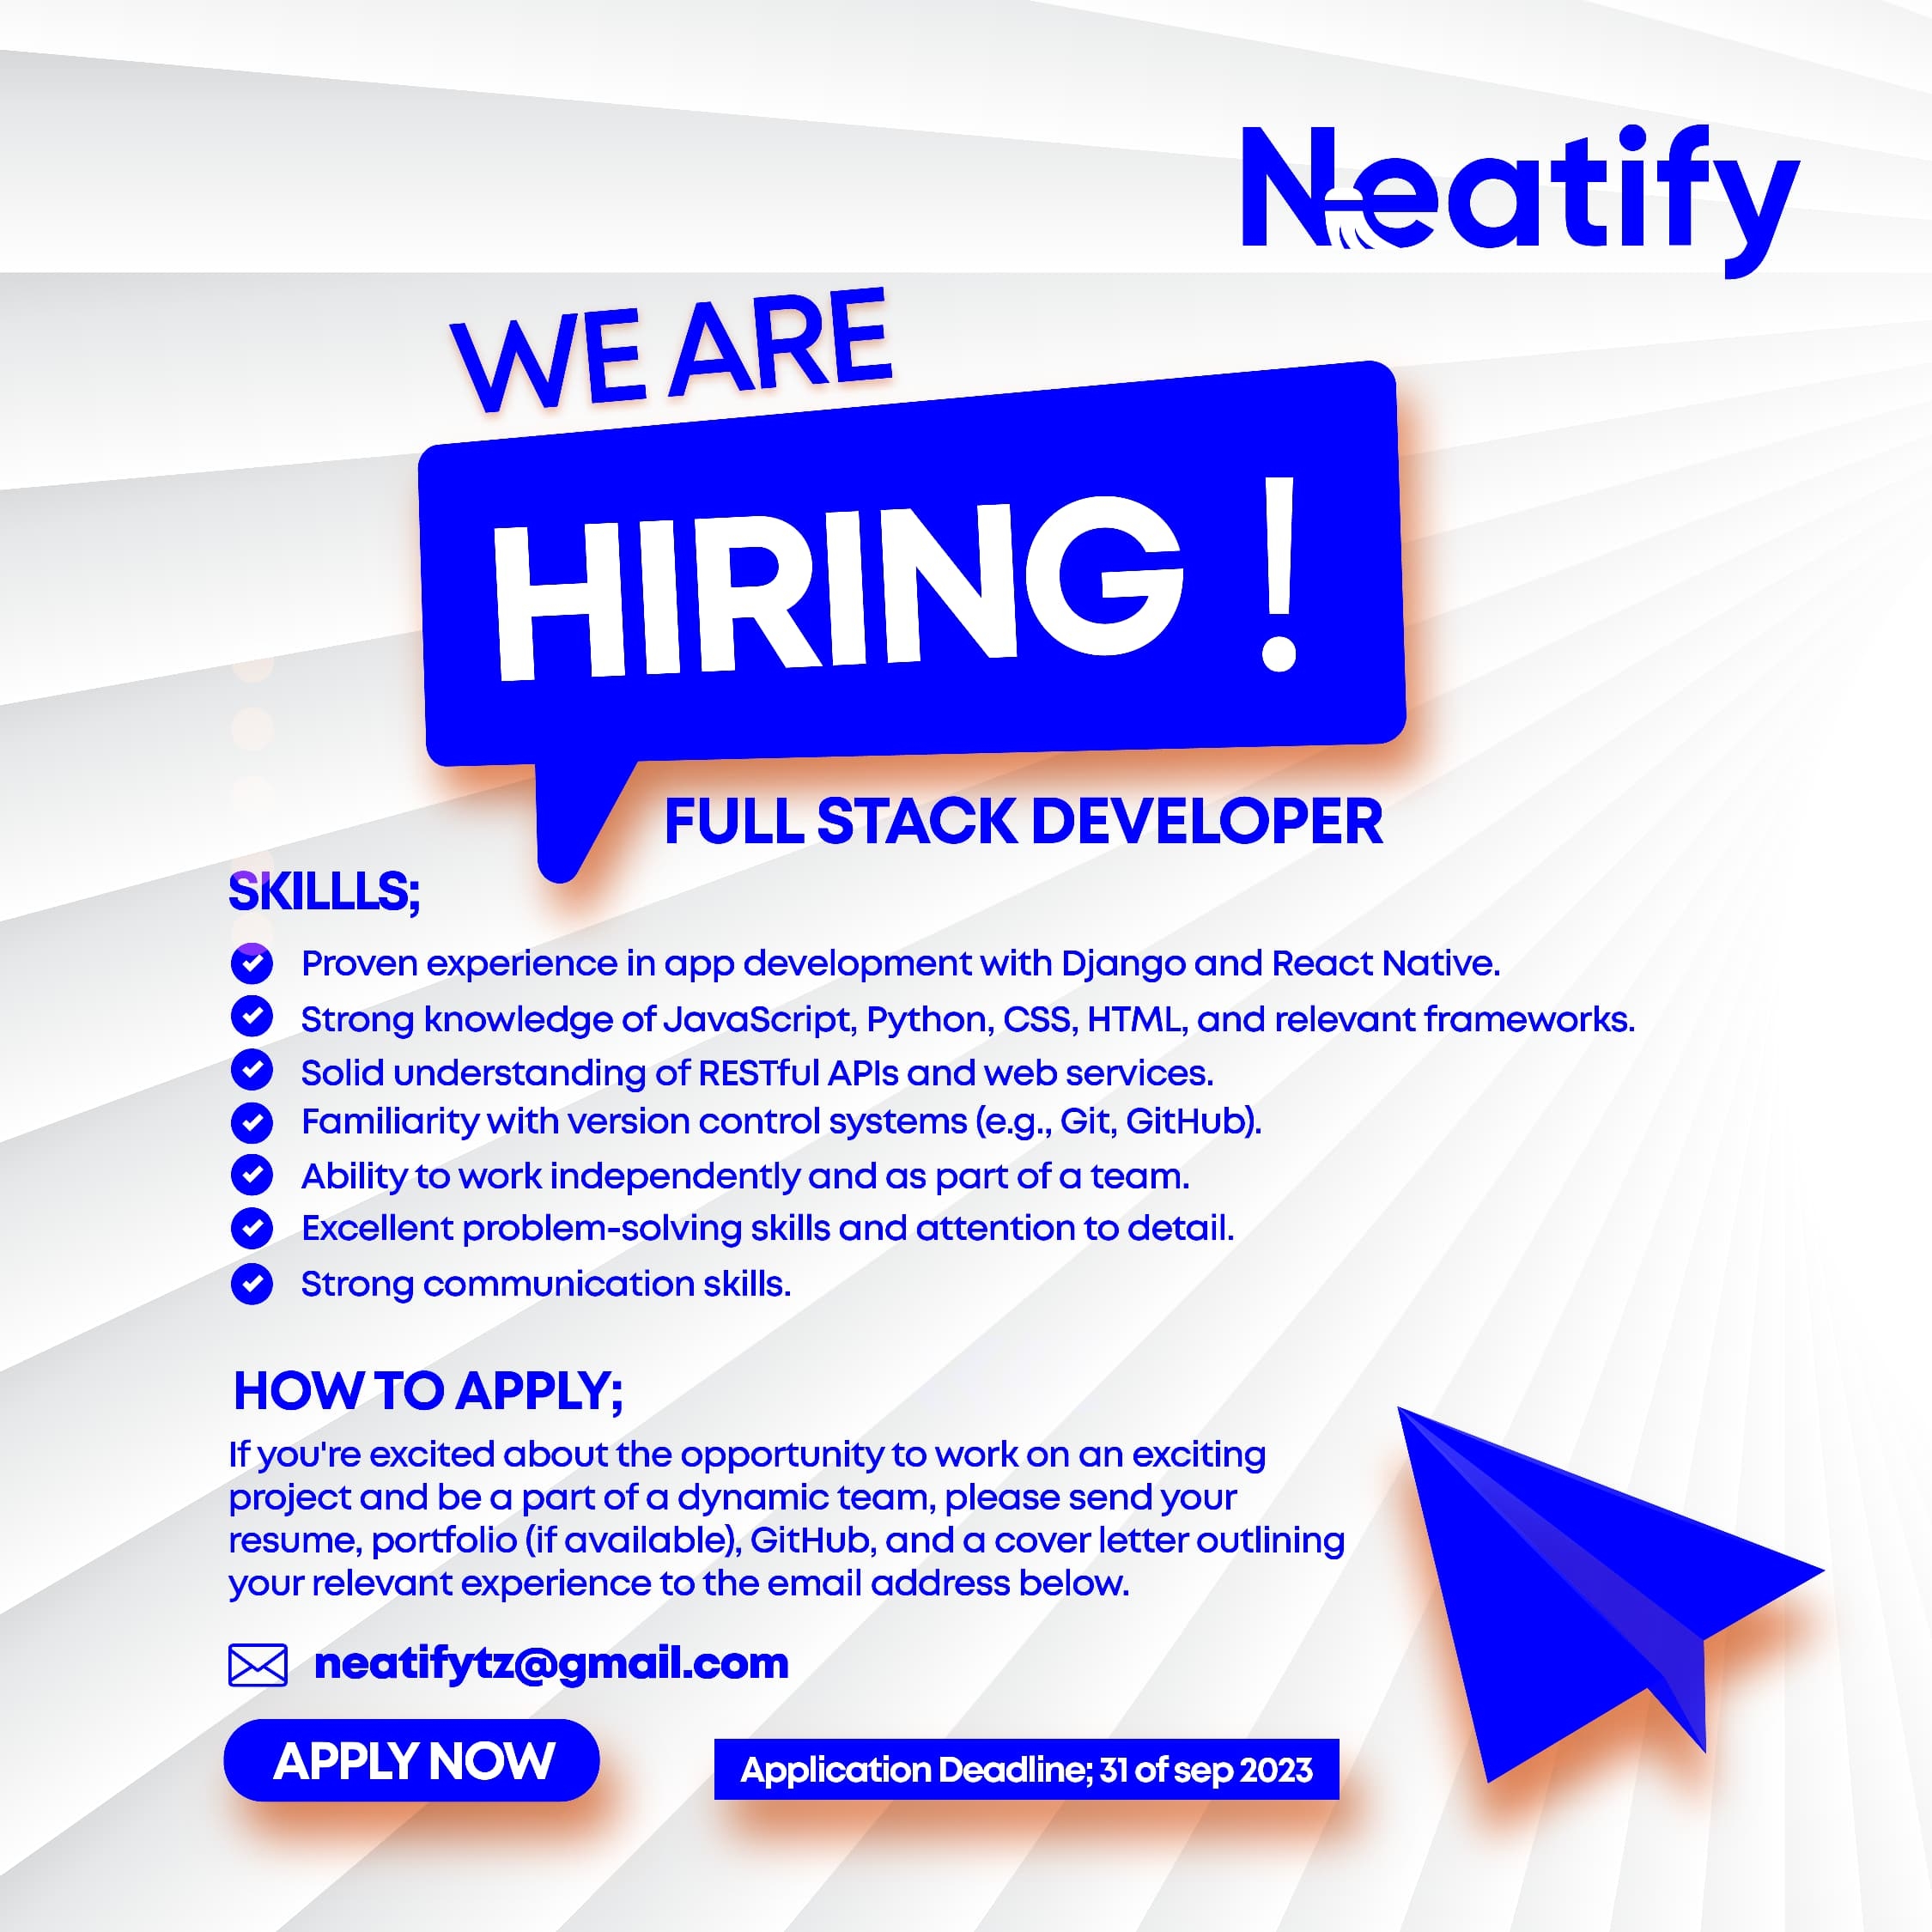 Neatify
WE ARE
HIRING !
FULL STACK DEVELOPER
SKILLLS;
Proven experience in app development with Django and React Native.
Strong knowledge of JavaScript, Python, CSS, HTML, and relevant frameworks.
Solid understanding of RESTful APIs and web services.
Familiarity with version control systems (e.g., Git, GitHub).
Ability to work independently and as part of a team.
Excellent problem-solving skills and attention to detail.
Strong communication skills.
HOW TO APPLY;
If you're excited about the opportunity to work on an exciting
project and be a part of a dynamic team, please send your
resume, portfolio (if available), GitHub, and a cover letter outlining
your relevant experience to the email address below.
neatifytz@gmail.com
APPLY NOW
Application Deadline; 31 of sep 2023